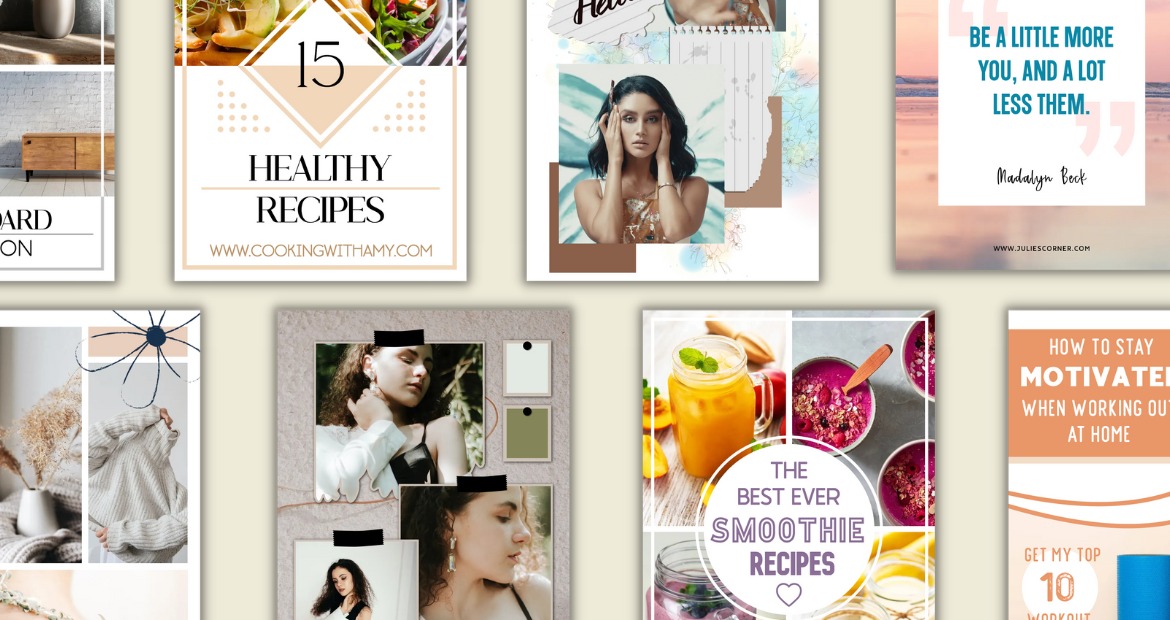 ON
15
HEALTHY
RECIPES
WWW.COOKINGWITHAMY.COM
BE A LITTLE MORE
YOU, AND A LOT
LESS THEM.
Madalyn Beck
WWW.JULIESCORNER.COM
THE
BEST EVER
SMOOTHIE
RECIPES
HOW TO STAY
MOTIVATE
WHEN WORKING OU
AT HOME
GET MY TOP
10
WORKOUT